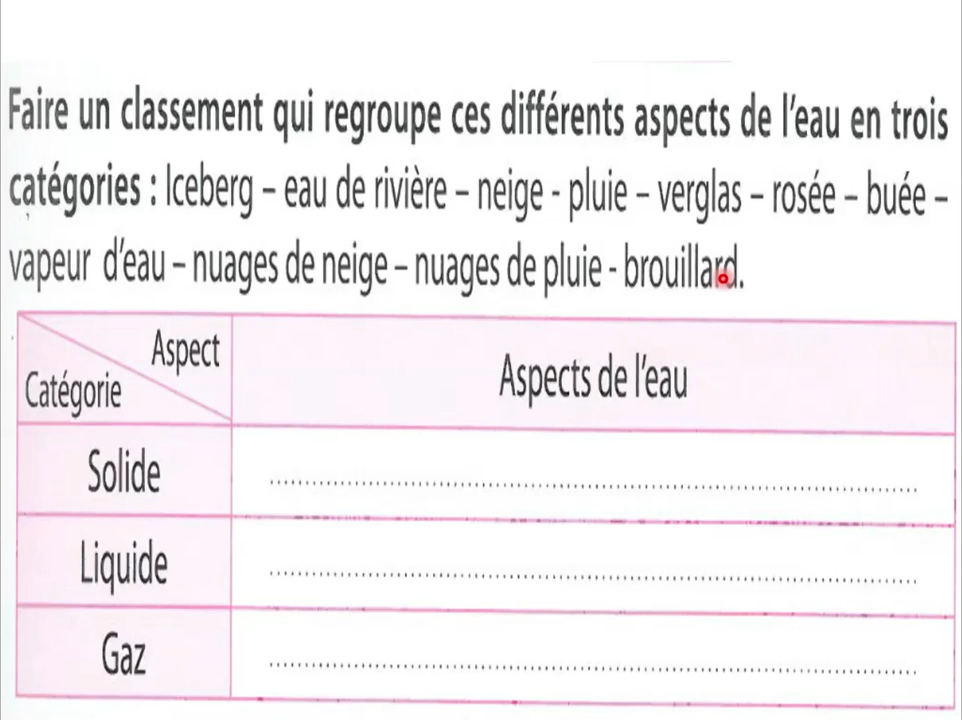 Faire un classement qui regroupe ces différents aspects de l'eau en trois
catégories : Iceberg – eau de rivière – neige - pluie – verglas – rosée – buée –
vapeur d'eau – nuages de neige – nuages de pluie - brouillard.
Aspect
Catégorie
Aspects de l'eau
Solide
Liquide
Gaz